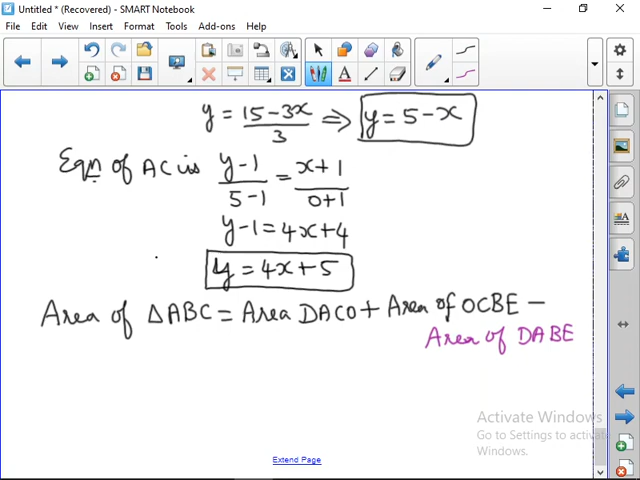 Untitled * (Recovered) - SMART Notebook
File Edit View Insert Format Tools Add-ons Help
y = 15-3x/3 ⇒ y = 5-x
Eqn of AC is y-1/5-1 = x+1/0+1
y-1 = 4x+4
y = 4x+5
Area of △ABC = Area DACO + Area of OCBE -
Area of DABE
Activate Windows
Go to Settings to activate
Windows.
Extend Page